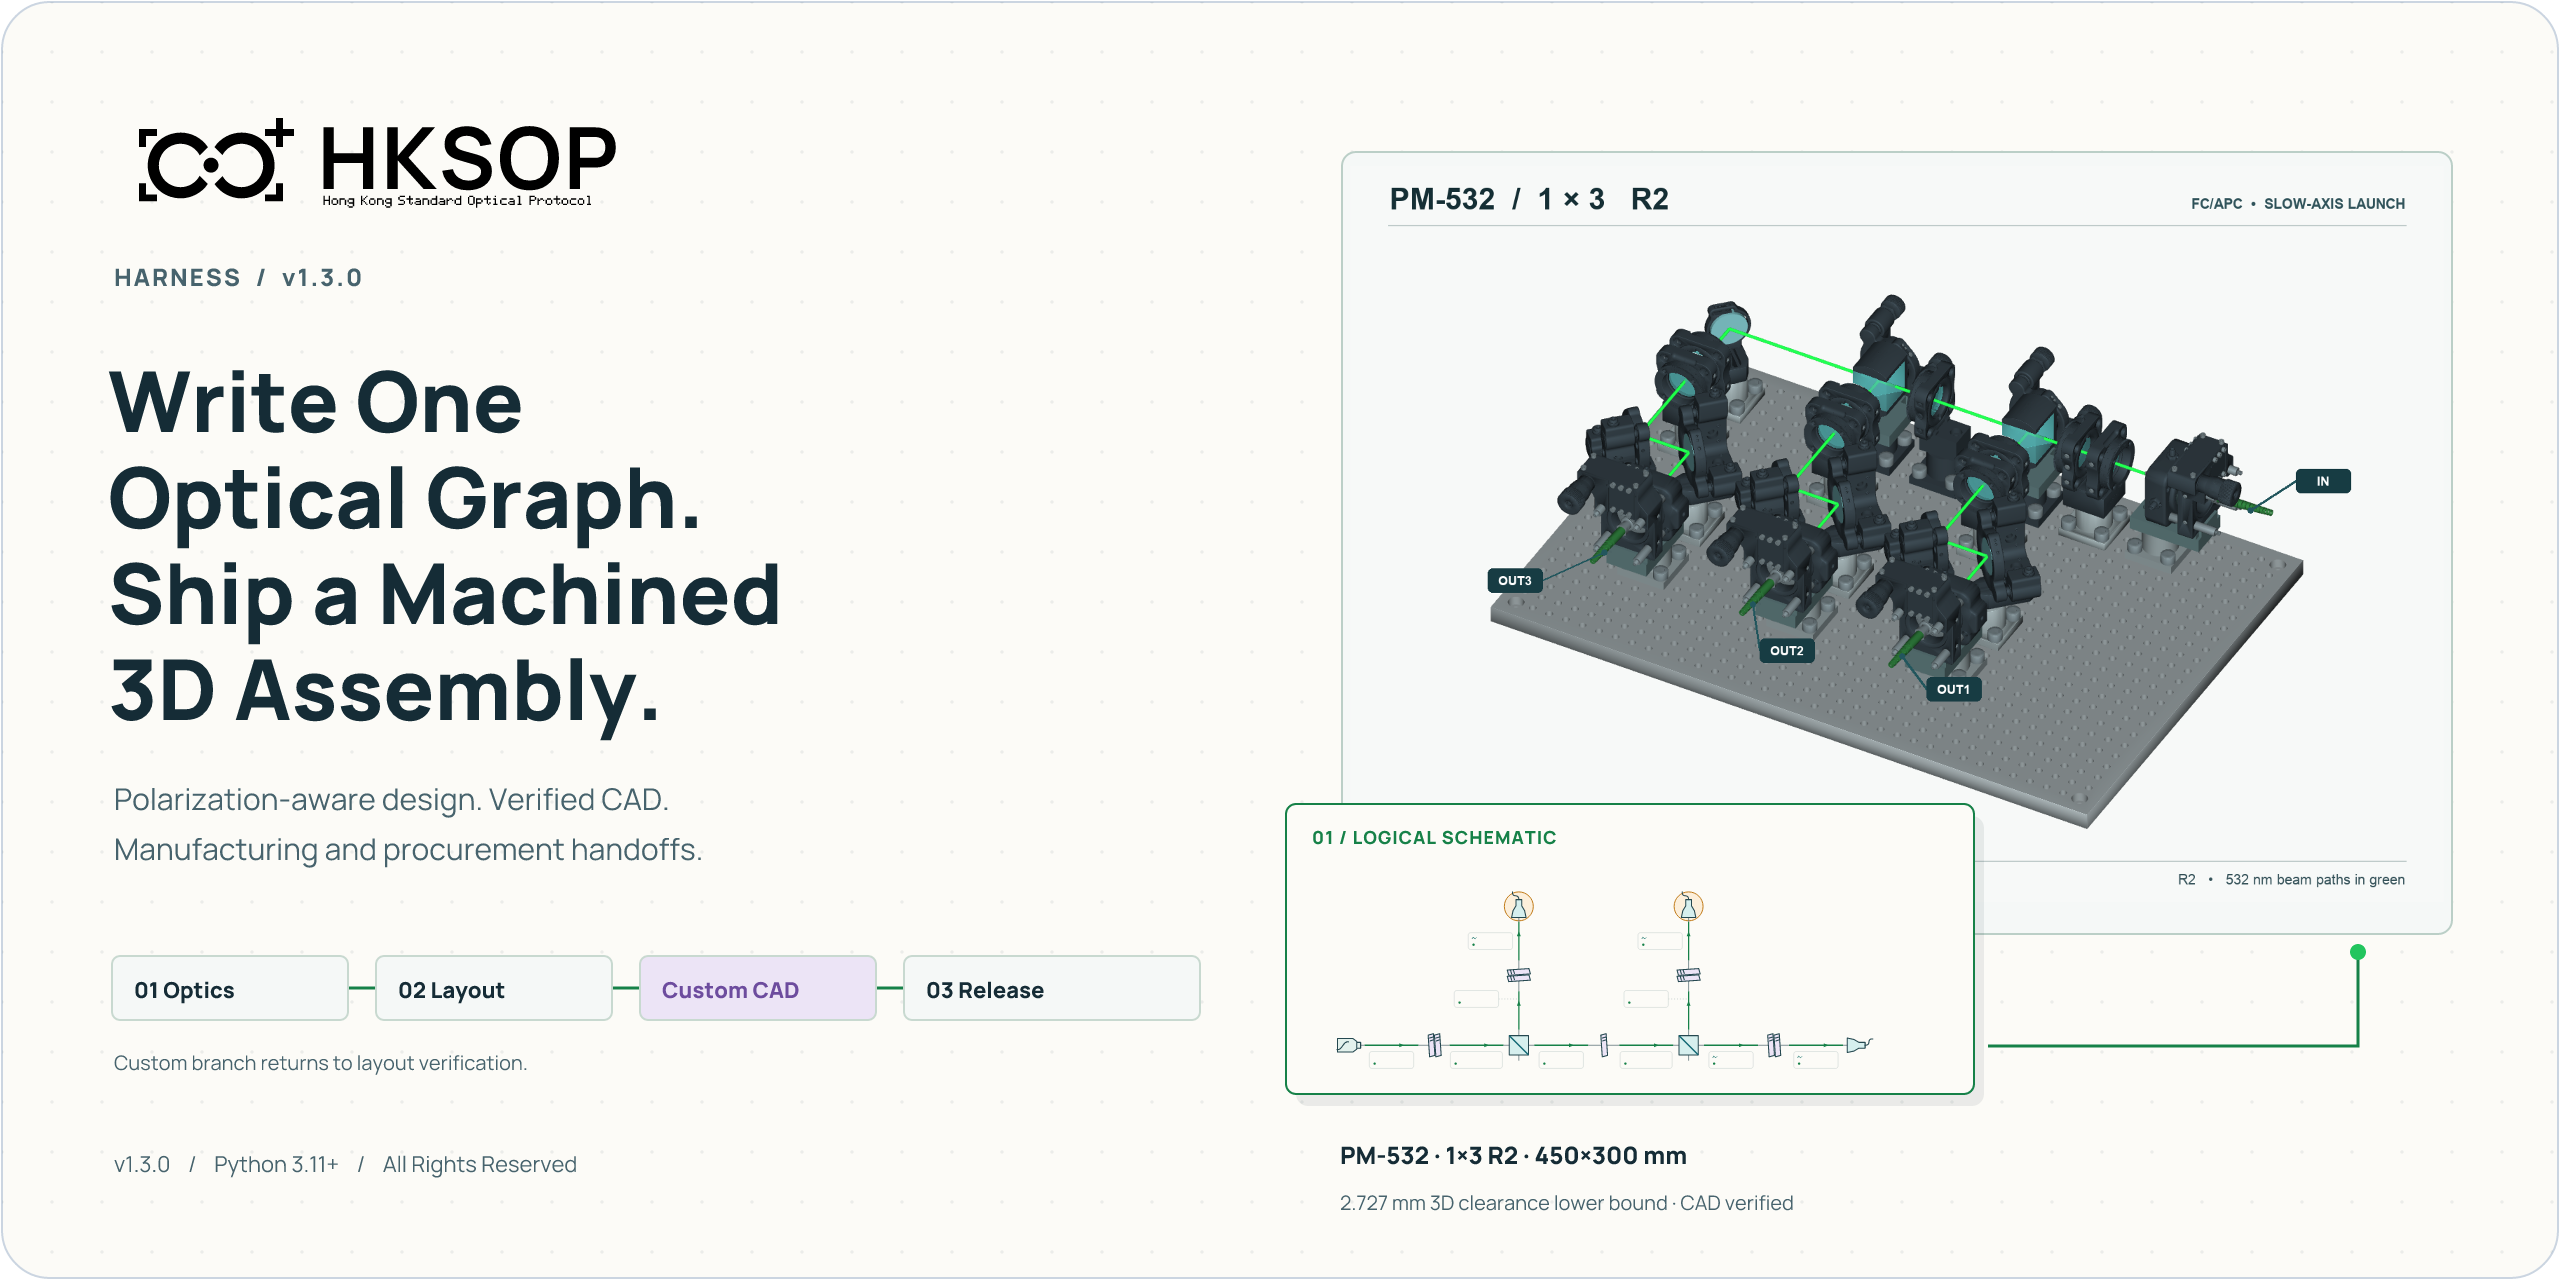 HKSOP
Hong Kong Standard Optical Protocol
HARNESS / v1.3.0
Write One
Optical Graph.
Ship a Machined
3D Assembly.
Polarization-aware design. Verified CAD.
Manufacturing and procurement handoffs.
01 Optics
02 Layout
Custom CAD
03 Release
Custom branch returns to layout verification.
v1.3.0 / Python 3.11+ / All Rights Reserved
PM-532 / 1 × 3 R2
FC/APC • SLOW-AXIS LAUNCH
IN
OUT3
OUT2
OUT1
R2 • 532 nm beam paths in green
01 / LOGICAL SCHEMATIC
PM-532 · 1×3 R2 · 450×300 mm
2.727 mm 3D clearance lower bound · CAD verified